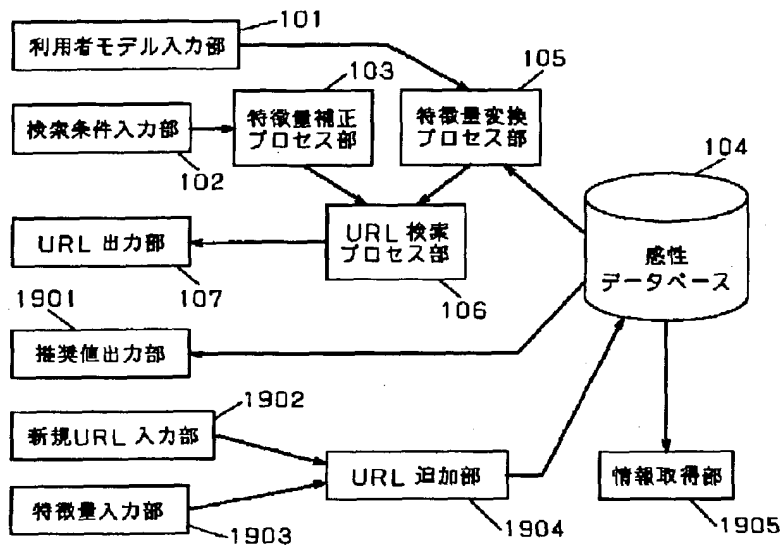 101
利用者モデル入力部
103
105
検索条件入力部
特徴量補正
プロセス部
特徴量変換
プロセス部
104
102
URL 出力部
URL 検索
プロセス部
感性
データベース
107
106
1901
推奨値出力部
1902
新規URL 入力部
URL 追加部
情報取得部
特徴量入力部
1903
1904
1905